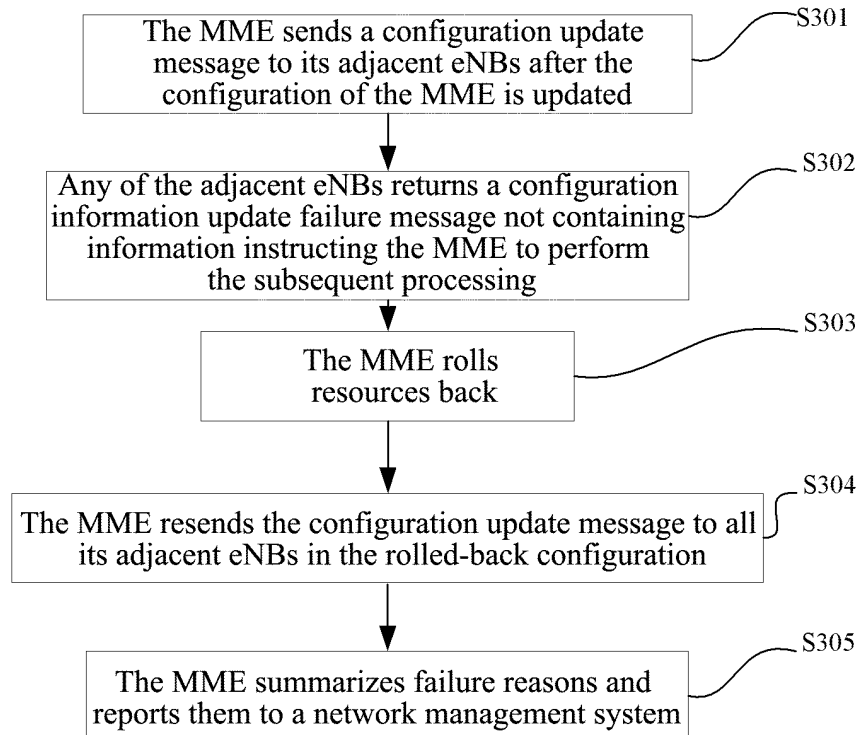 The MME sends a configuration update
message to its adjacent eNBs after the
configuration of the MME is updated
S301
Any of the adjacent eNBs returns a configuration
information update failure message not containing
information instructing the MME to perform
the subsequent processing
S302
The MME rolls
resources back
S303
The MME resends the configuration update message to all
its adjacent eNBs in the rolled-back configuration
S304
The MME summarizes failure reasons and
reports them to a network management system
S305